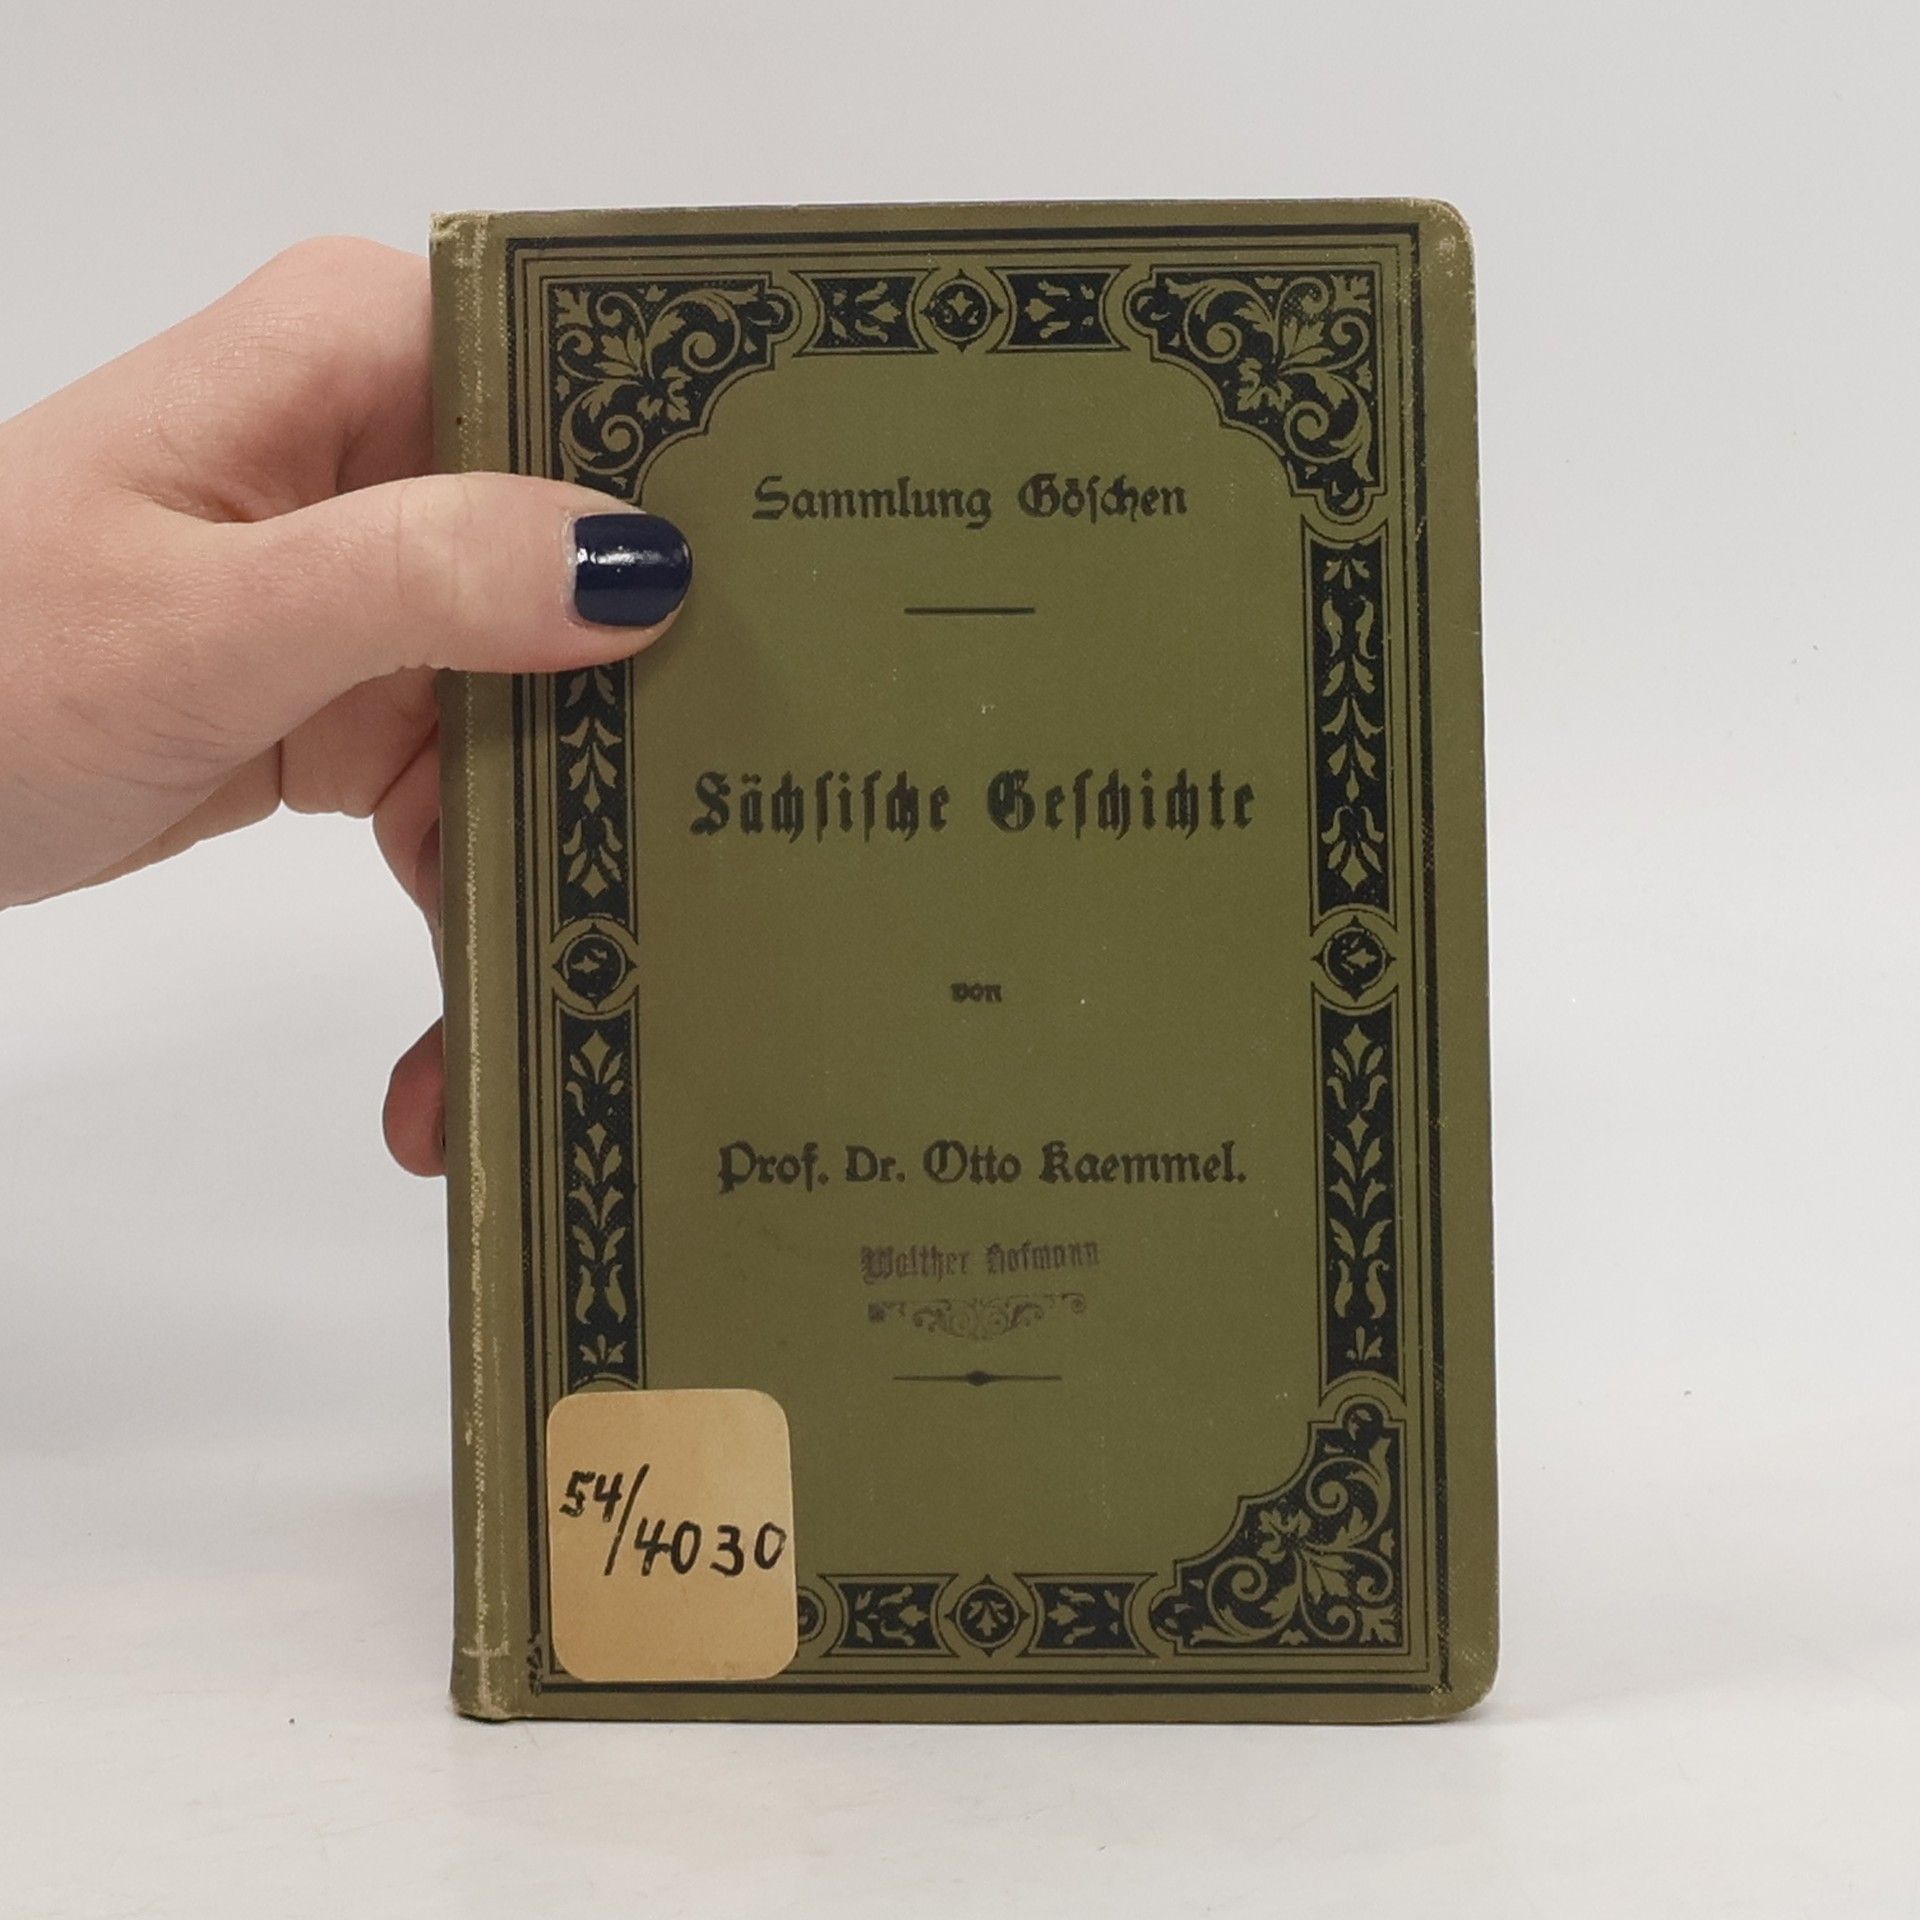 Sammlung Göschen
Sächsische Geschichte
von
Prof. Dr. Otto Kaemmel.
Walther Hofmann
54/4030